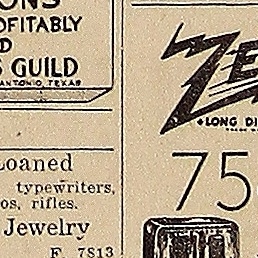 ONS
OFITABLY
D
S GUILD
ANTONIO, TEXAS
Loaned
typewriters,
os, rifles.
Jewelry
F 7813
ZE
LONG DI
75